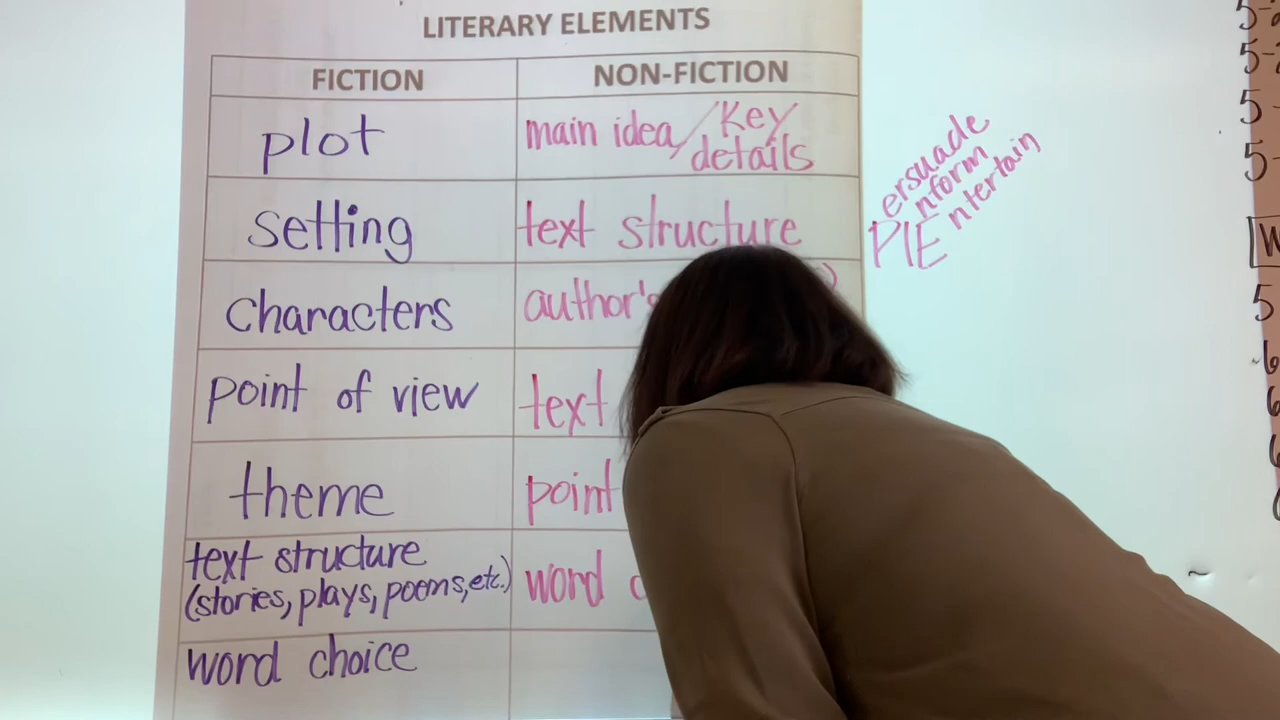 LITERARY ELEMENTS
FICTION NON-FICTION
plot main idea/Key details
setting text structure
characters author's
point of view text
theme point
text structure
(stories, plays, poems, etc.) word
word choice
PIE
ersuade
nform
ntertain